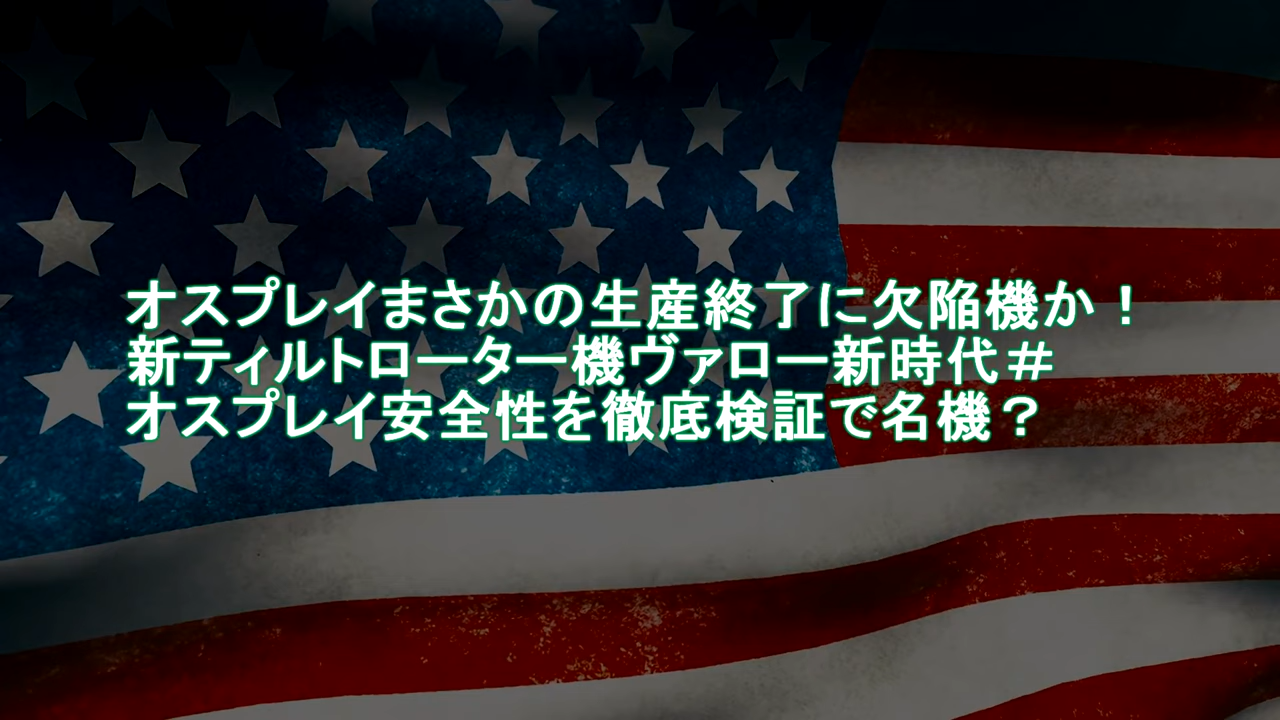 オスプレイまさかの生産終了に欠陥機か！
新ティルトローター機ヴァロー新時代＃
オスプレイ安全性を徹底検証で名機？